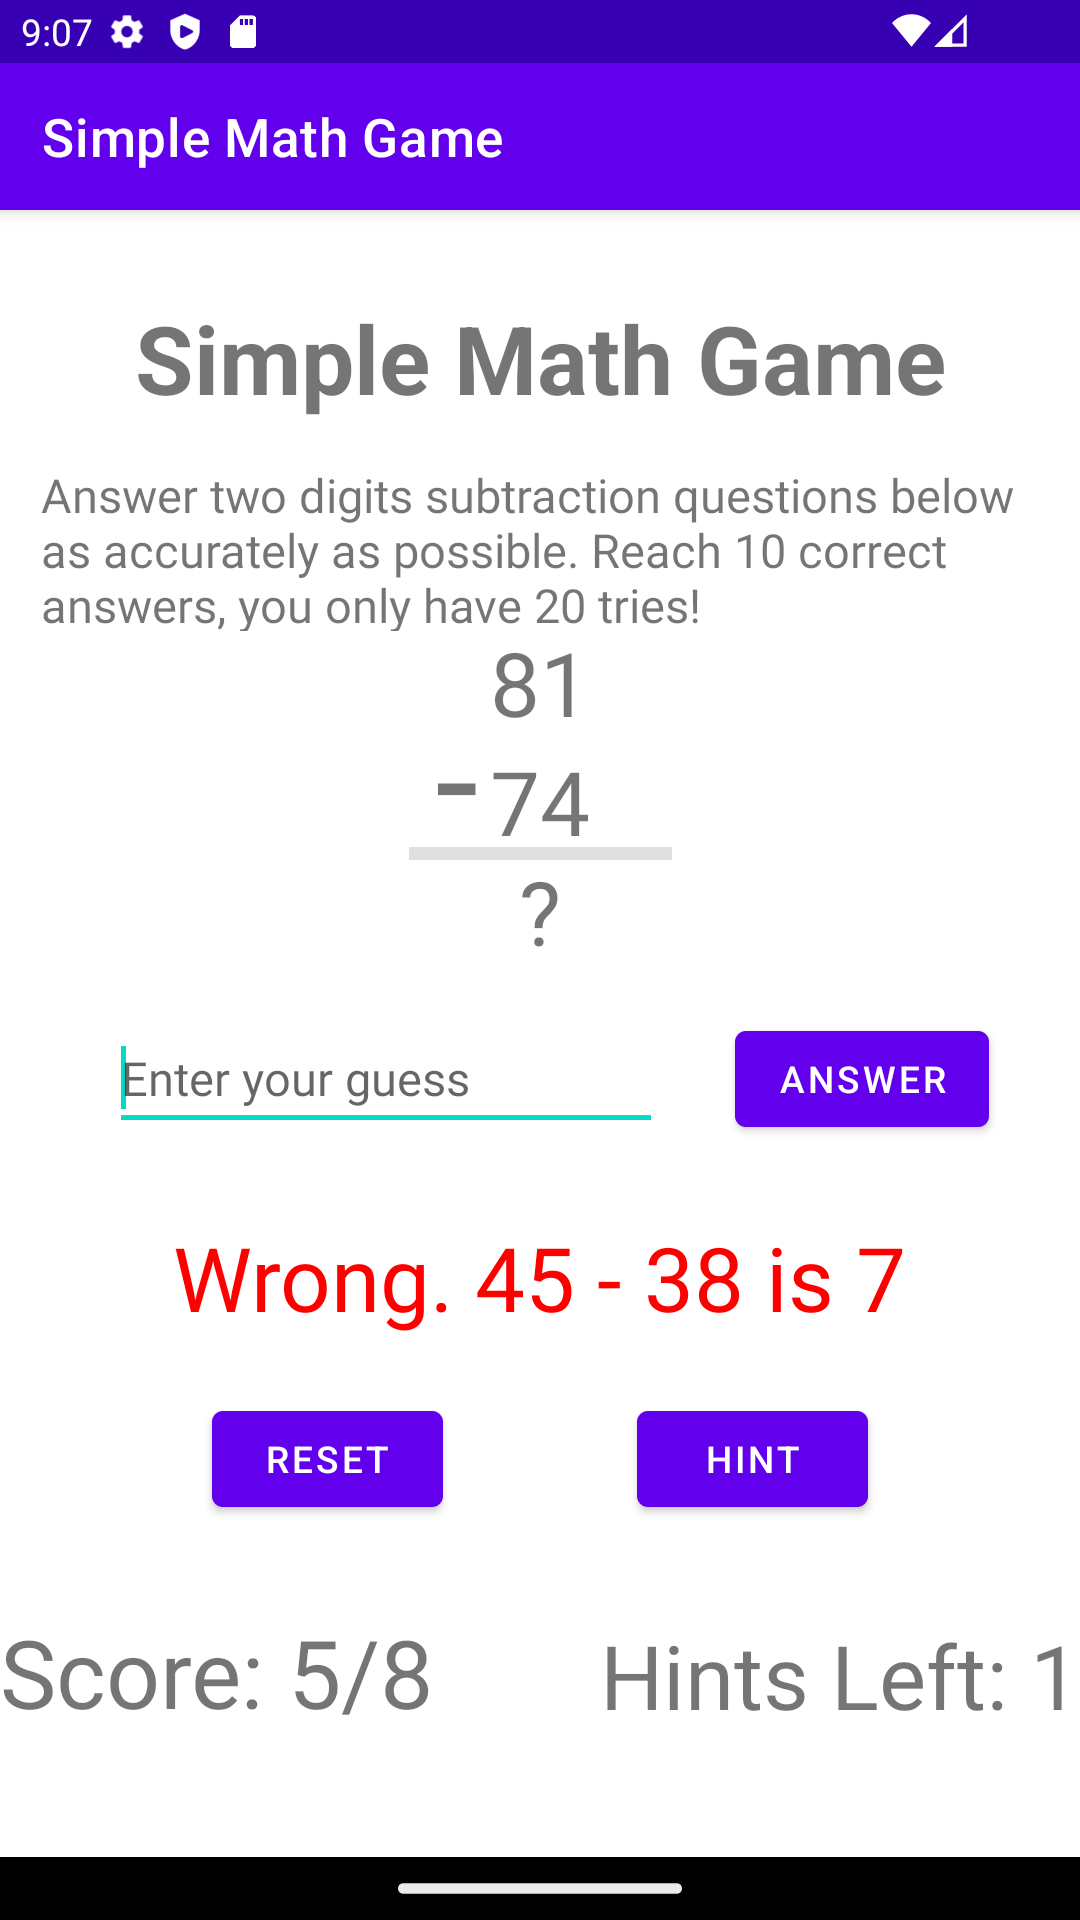 9:07
Simple Math Game
Simple Math Game
Answer two digits subtraction questions below
as accurately as possible. Reach 10 correct
answers, you only have 20 tries!
81
- 74
?
Enter your guess
ANSWER
Wrong. 45 - 38 is 7
RESET
HINT
Score: 5/8
Hints Left: 1